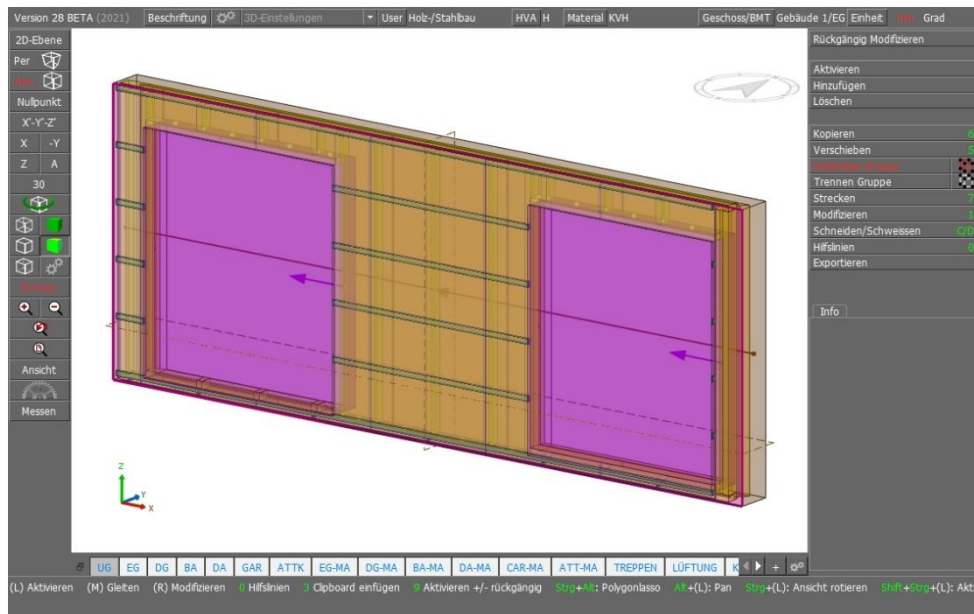 Version 28 BETA (2021) Beschriftung 3D-Einstellungen User Holz-/Stahlbau HVA H Material KVH Geschoss/BMT Gebäude 1/EG Einheit Grad
2D-Ebene
Per
Nullpunkt
X'-Y'-Z'
X -Y
Z A
30
Ansicht
Messen
Rückgängig Modifizieren
Aktivieren
Hinzufügen
Löschen
Kopieren 6
Verschieben 5
Trennen Gruppe
Strecken 7
Modifizieren 1
Schneiden/Schweissen C/D
Hilfslinien 0
Exportieren
Info
Z
Y
X
UG EG DG BA DA GAR ATTK EG-MA DG-MA BA-MA DA-MA CAR-MA ATT-MA TREPPEN LÜFTUNG K
(L) Aktivieren (M) Gleiten (R) Modifizieren 0 Hilfslinien 3 Clipboard einfügen 9 Aktivieren +/- rückgängig Strg+Alt: Polygonlasso Alt+(L): Pan Strg+(L): Ansicht rotieren Shift+Strg+(L): Akt